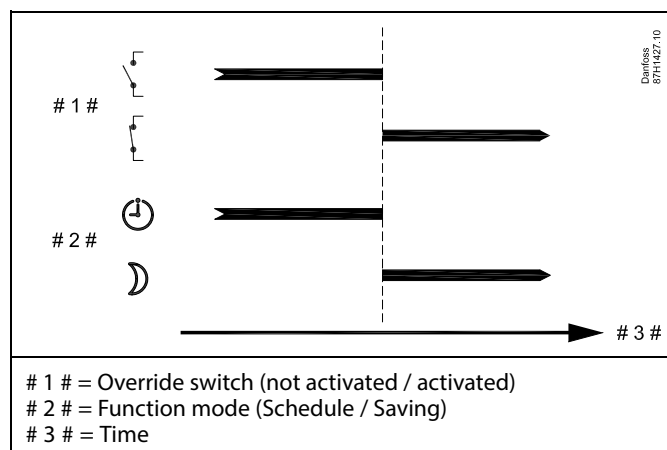 Danfoss
87H1427.10
# 1 #
# 2 #
# 3 #
# 1 # = Override switch (not activated / activated)
# 2 # = Function mode (Schedule / Saving)
# 3 # = Time